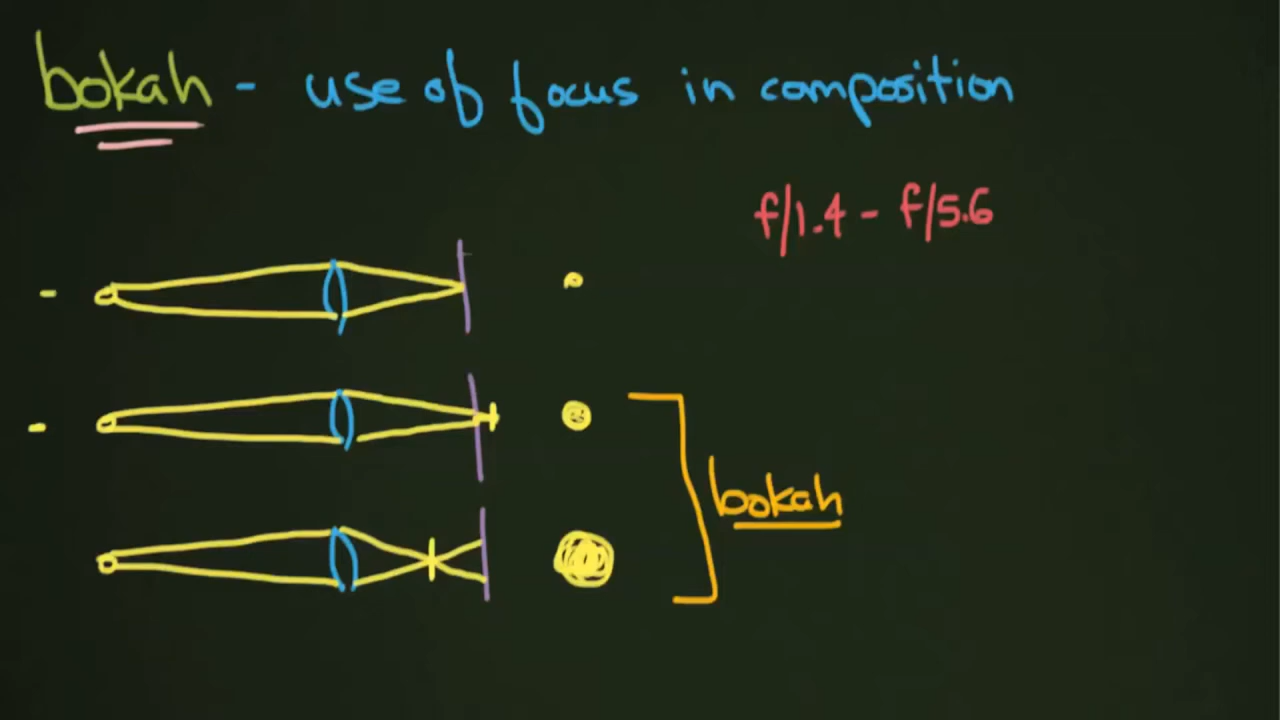 bokah - use of focus in composition
f/1.4 - f/5.6
bokah